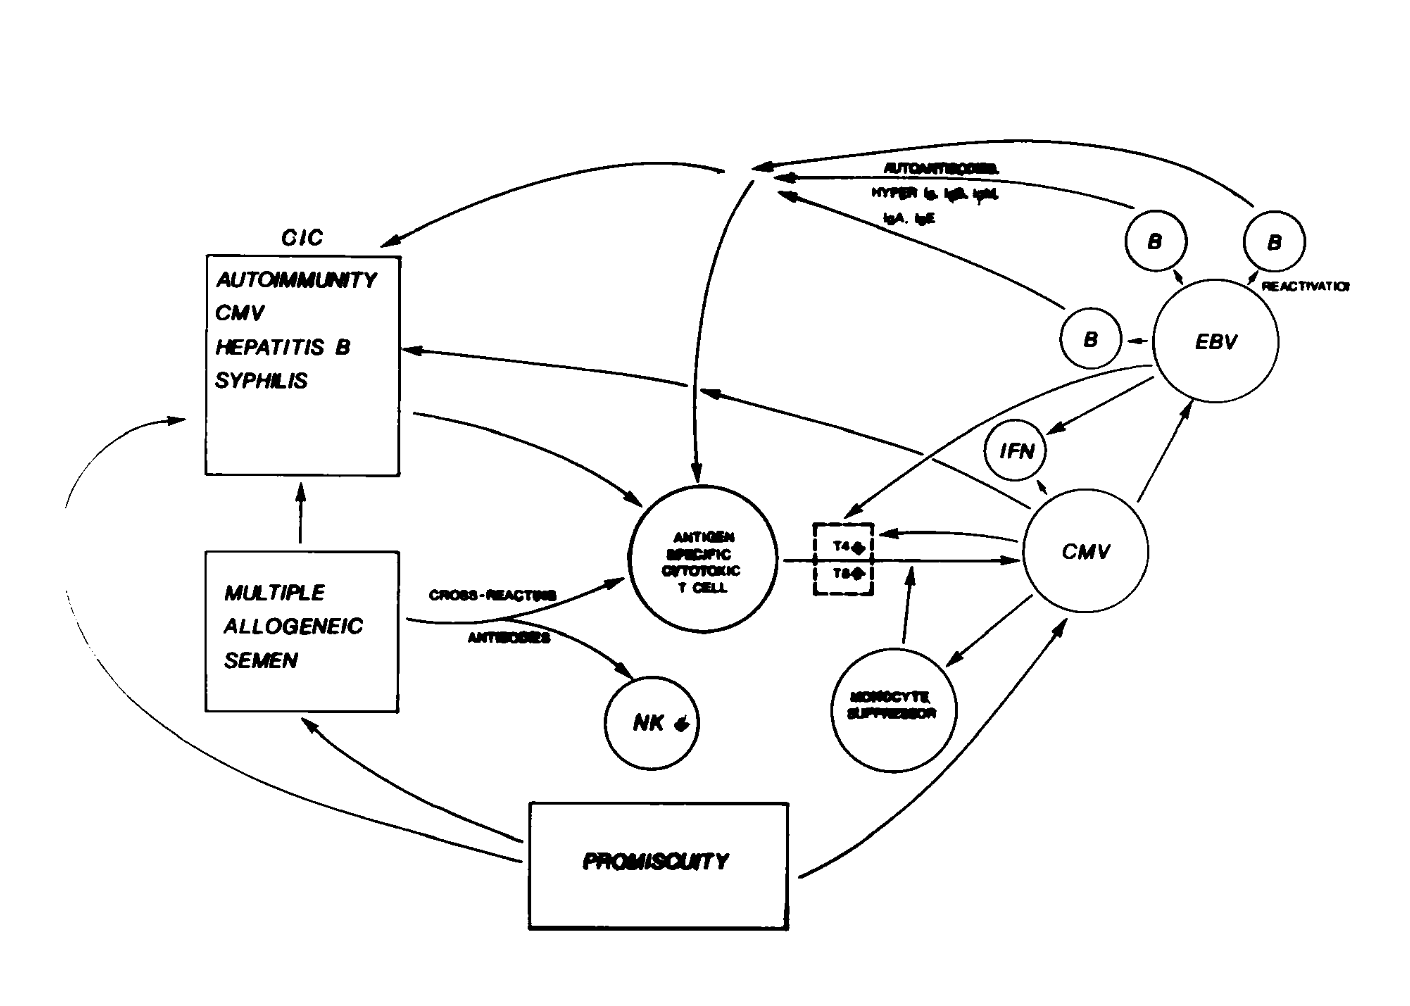 AUTOANTIBODIES,
HYPER Ig, IgG, IgM,
IgA, IgE
CIC
B
B
REACTIVATIO
AUTOIMMUNITY
CMV
HEPATITIS B
SYPHILIS
B
EBV
IFN
ANTIGEN
SPECIFIC
CYTOTOXIC
T CELL
T4
T8
CMV
MULTIPLE
ALLOGENEIC
SEMEN
CROSS-REACTING
ANTIBODIES
NK
MONOCYTE
SUPPRESSOR
PROMISCUITY